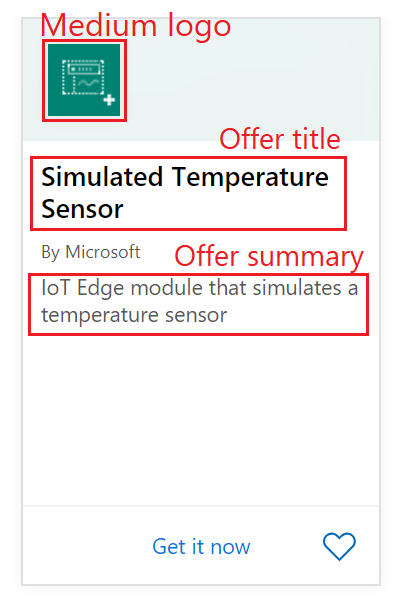 Medium logo
Offer title
Simulated Temperature
Sensor
By Microsoft
Offer summary
IoT Edge module that simulates a
temperature sensor
Get it now